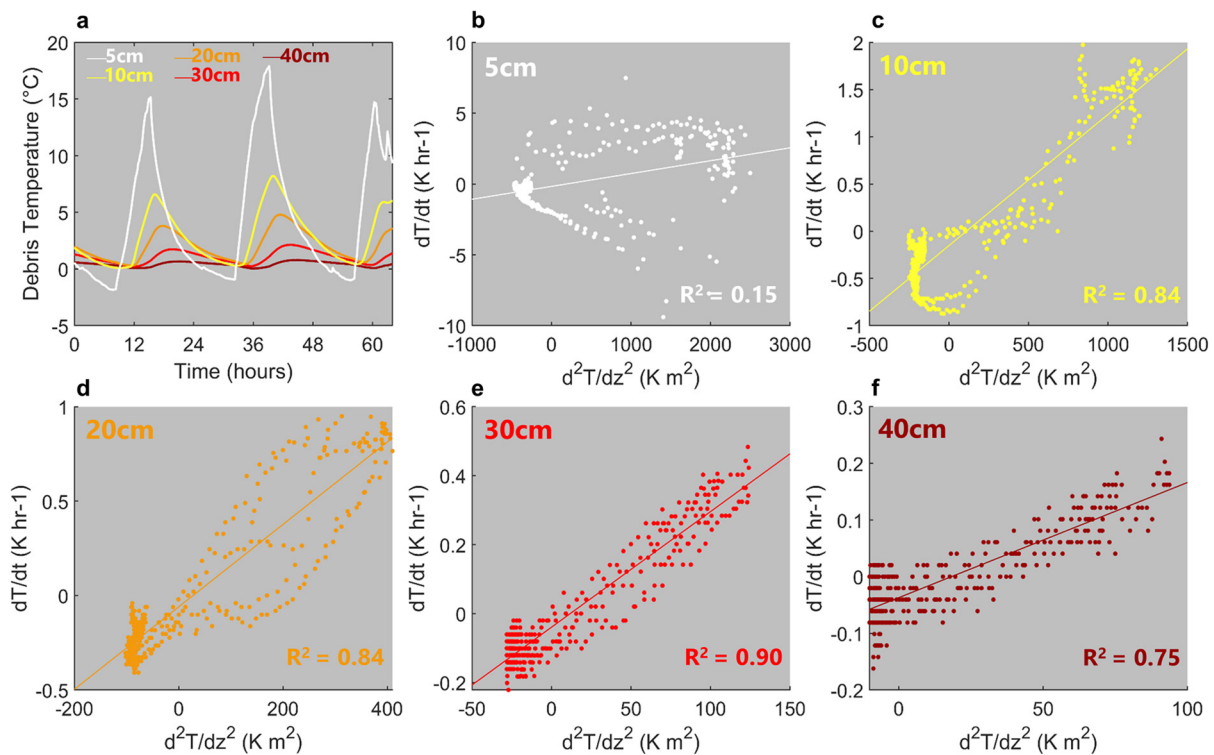 a
5cm 20cm 40cm
10cm 30cm
Debris Temperature (°C)
20
15
10
5
0
-5
0 12 24 36 48 60
Time (hours)
b
5cm
dT/dt (K hr-1)
10
5
0
-5
-10
R² = 0.15
-1000 0 1000 2000 3000
d²T/dz² (K m²)
c
10cm
dT/dt (K hr-1)
2
1.5
1
0.5
0
-0.5
-1
R² = 0.84
-500 0 500 1000 1500
d²T/dz² (K m²)
d
20cm
dT/dt (K hr-1)
1
0.5
0
-0.5
R² = 0.84
-200 0 200 400
d²T/dz² (K m²)
e
30cm
dT/dt (K hr-1)
0.6
0.4
0.2
0
-0.2
R² = 0.90
-50 0 50 100 150
d²T/dz² (K m²)
f
40cm
dT/dt (K hr-1)
0.3
0.2
0.1
0
-0.1
-0.2
R² = 0.75
0 50 100
d²T/dz² (K m²)